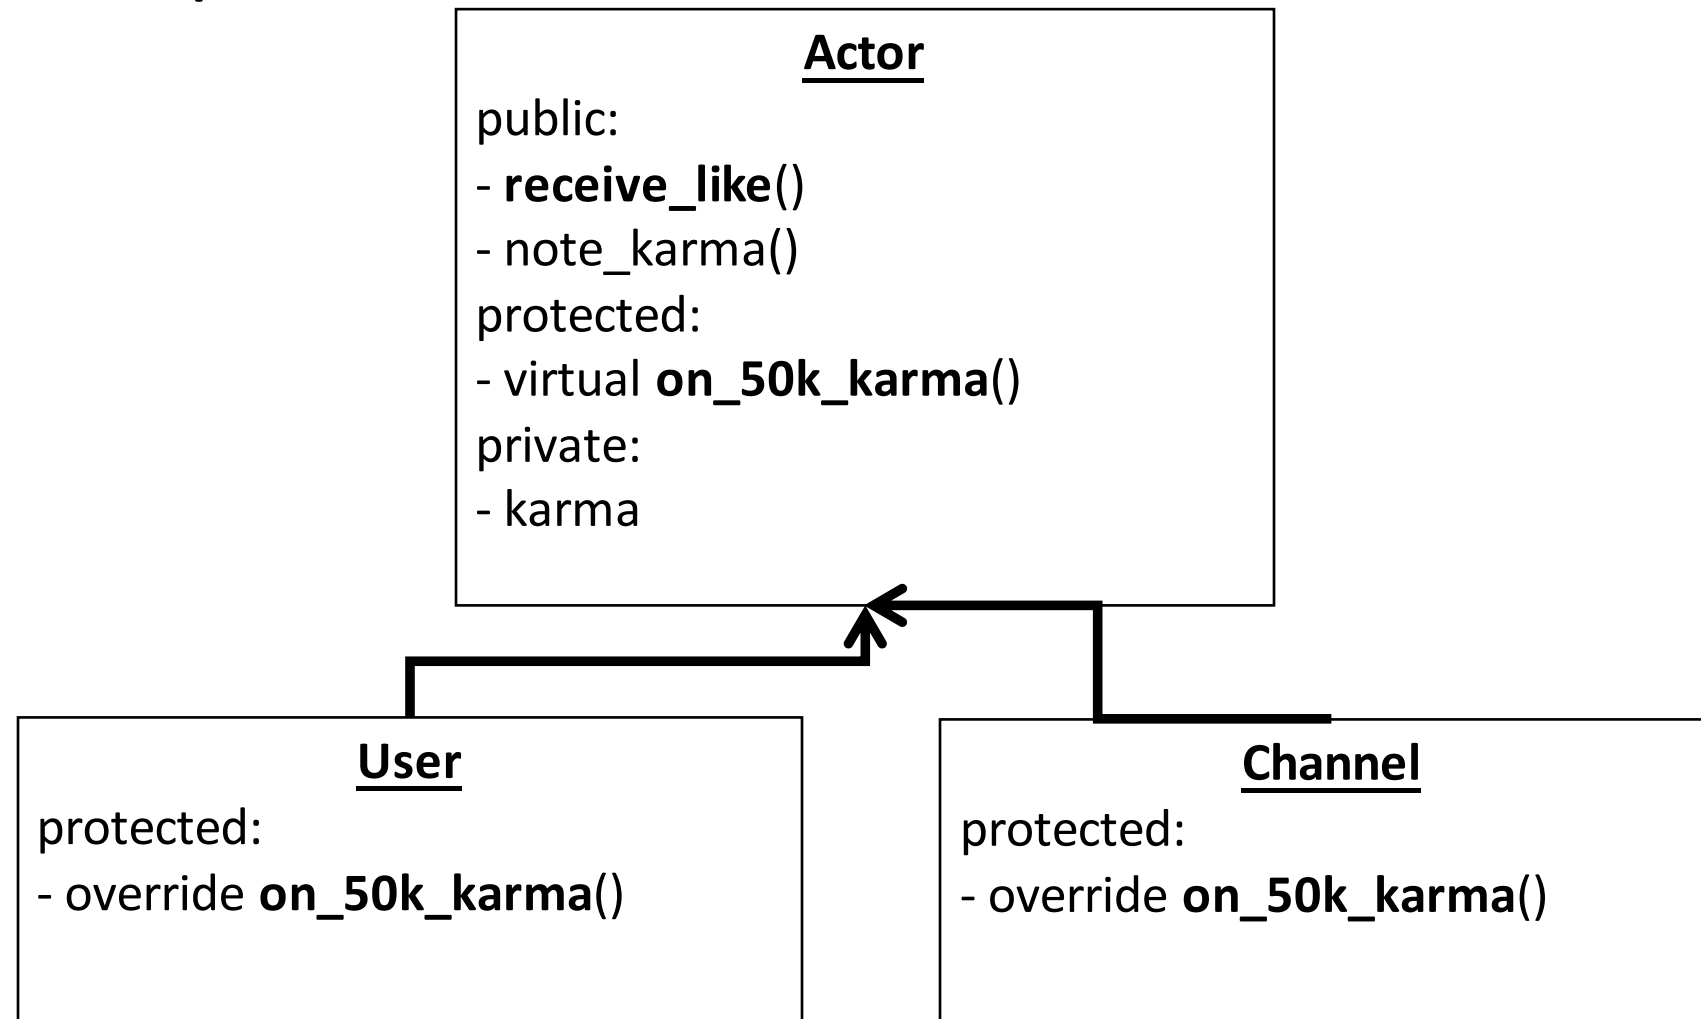 Actor
public:
- receive_like()
- note_karma()
protected:
- virtual on_50k_karma()
private:
- karma
User
protected:
- override on_50k_karma()
Channel
protected:
- override on_50k_karma()